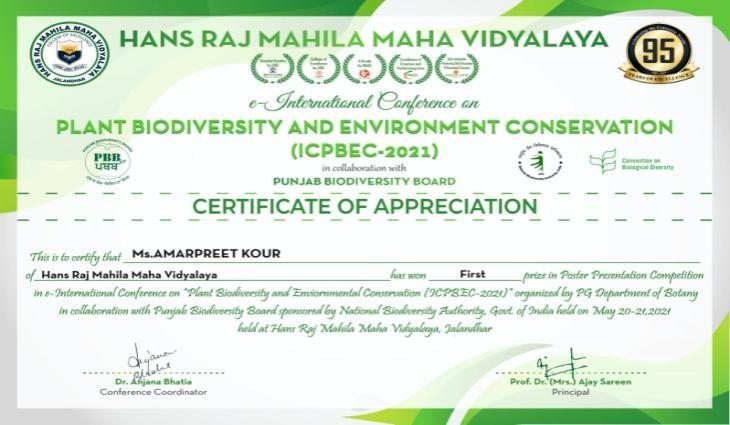 HANS RAJ MAHILA MAHA VIDYALAYA
HANS RAJ MAHILA MAHA VIDYALAYA
JALANDHAR
95
YEARS OF EXCELLENCE
e-International Conference on
PLANT BIODIVERSITY AND ENVIRONMENT CONSERVATION
(ICPBEC-2021)
in collaboration with
PUNJAB BIODIVERSITY BOARD
PUNJAB BIODIVERSITY BOARD
PBB
ਪਬਬ
Convention on
Biological Diversity
CERTIFICATE OF APPRECIATION
This is to certify that Ms.AMARPREET KOUR
of Hans Raj Mahila Maha Vidyalaya has won First prize in Poster Presentation Competition
in e-International Conference on "Plant Biodiversity and Enviornmental Conservation (ICPBEC-2021)" organized by PG Department of Botany
in collaboration with Punjab Biodiversity Board sponsored by National Biodiversity Authority, Govt. of India held on May 20-21,2021
held at Hans Raj Mahila Maha Vidyalaya, Jalandhar
Anjana
Bhatia
Dr. Anjana Bhatia
Conference Coordinator
Prof. Dr. (Mrs.) Ajay Sareen
Principal